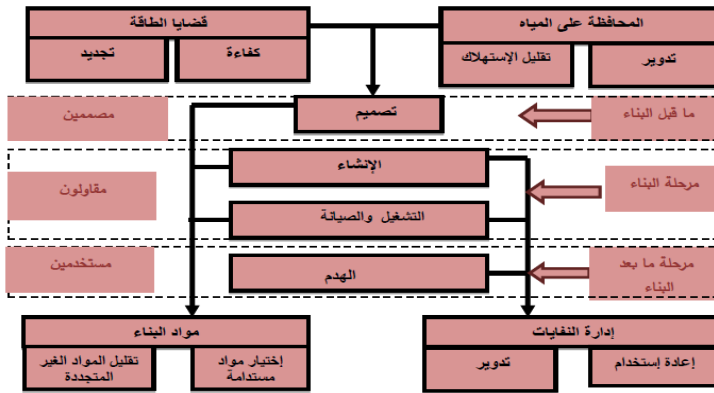 المحافظة على المياه
تدوير
تقليل الإستهلاك
قضايا الطاقة
كفاءة
تجديد
ما قبل البناء
تصميم
مصممين
مرحلة البناء
الإنشاء
مقاولون
التشغيل والصيانة
مرحلة ما بعد
البناء
الهدم
مستخدمين
إدارة النفايات
إعادة إستخدام
تدوير
مواد البناء
إختيار مواد
مستدامة
تقليل المواد الغير
المتجددة